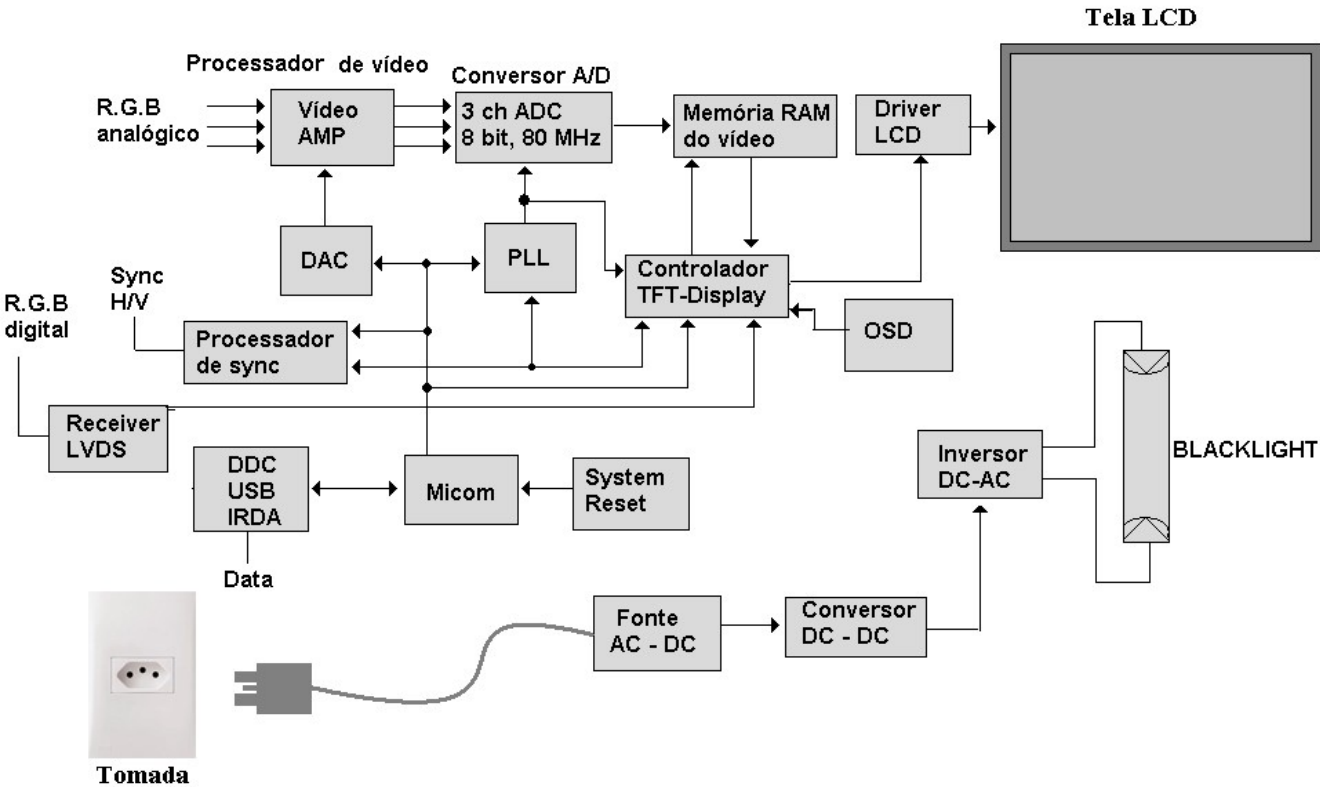 Tela LCD
Processador de vídeo
Conversor A/D
R.G.B
analógico
Vídeo
AMP
3 ch ADC
8 bit, 80 MHz
Memória RAM
do vídeo
Driver
LCD
DAC
PLL
Controlador
TFT-Display
Sync
H/V
R.G.B
digital
Processador
de sync
OSD
Receiver
LVDS
DDC
USB
IRDA
Micom
System
Reset
Inversor
DC-AC
BLACKLIGHT
Data
Fonte
AC - DC
Conversor
DC - DC
Tomada